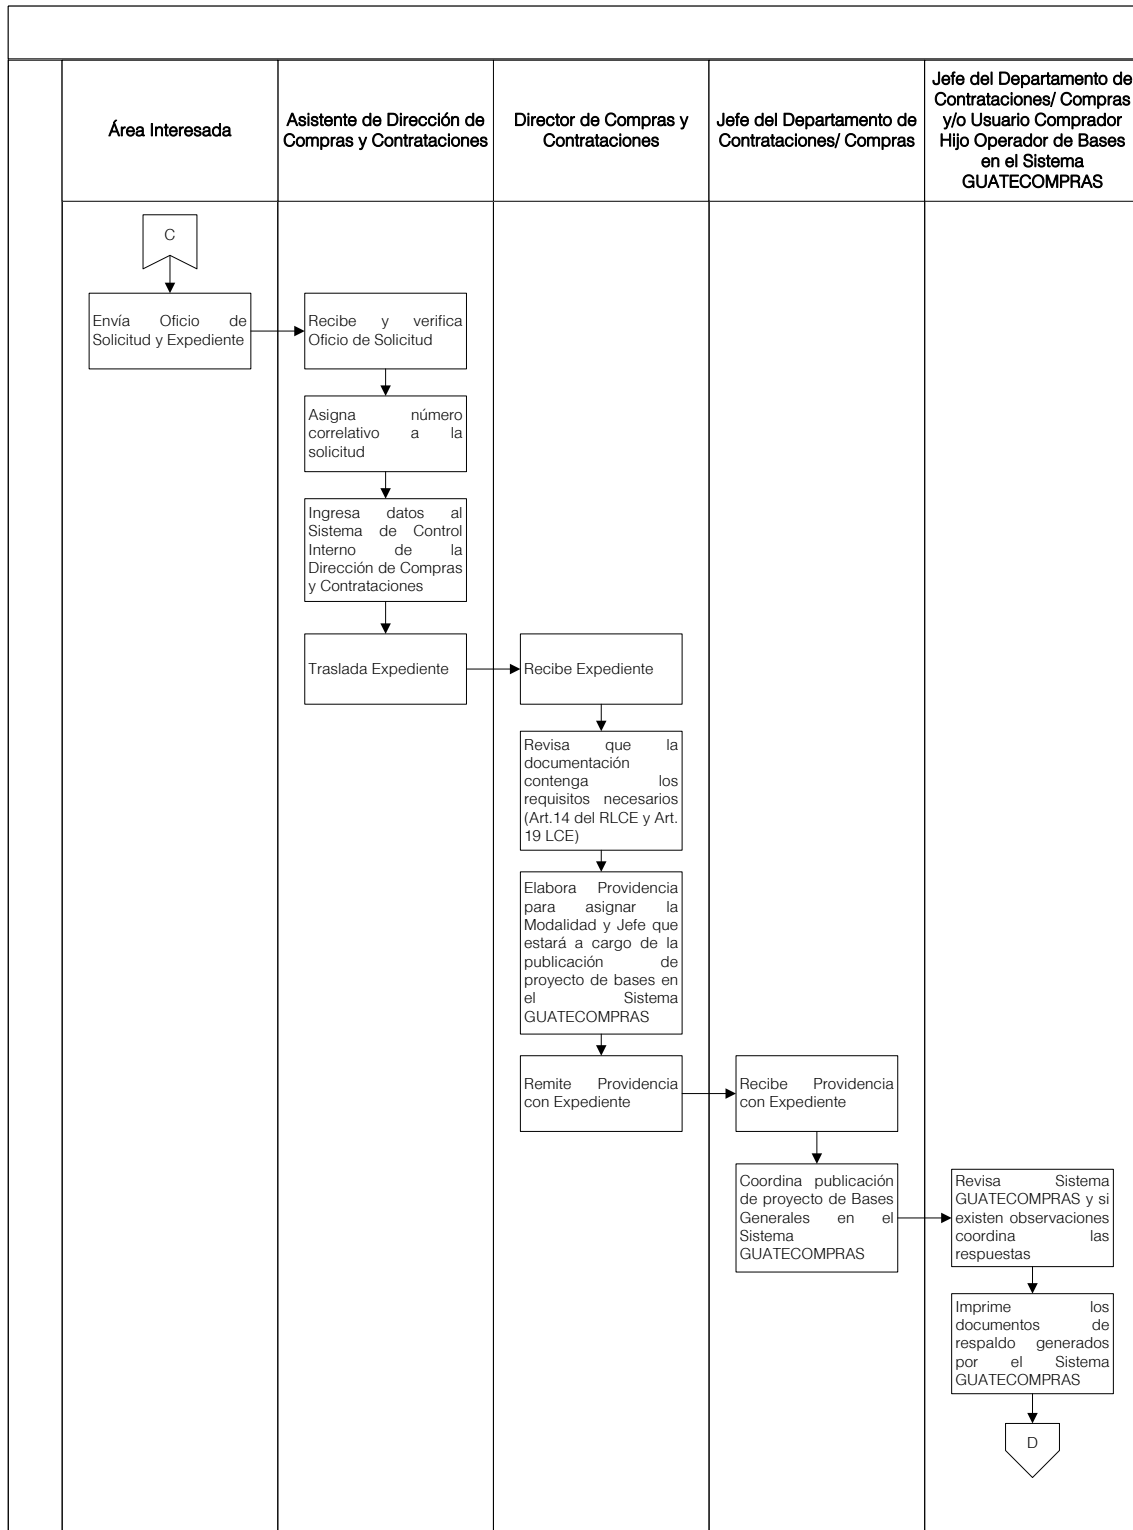 Área Interesada
Asistente de Dirección de
Compras y Contrataciones
Director de Compras y
Contrataciones
Jefe del Departamento de
Contrataciones/ Compras
Jefe del Departamento de
Contrataciones/ Compras
y/o Usuario Comprador
Hijo Operador de Bases
en el Sistema
GUATECOMPRAS
C
Envía Oficio de
Solicitud y Expediente
Recibe y verifica
Oficio de Solicitud
Asigna número
correlativo a la
solicitud
Ingresa datos al
Sistema de Control
Interno de la
Dirección de Compras
y Contrataciones
Traslada Expediente
Recibe Expediente
Revisa que la
documentación
contenga los
requisitos necesarios
(Art.14 del RLCE y Art.
19 LCE)
Elabora Providencia
para asignar la
Modalidad y Jefe que
estará a cargo de la
publicación de
proyecto de bases en
el Sistema
GUATECOMPRAS
Remite Providencia
con Expediente
Recibe Providencia
con Expediente
Coordina publicación
de proyecto de Bases
Generales en el
Sistema
GUATECOMPRAS
Revisa Sistema
GUATECOMPRAS y si
existen observaciones
coordina las
respuestas
Imprime los
documentos de
respaldo generados
por el Sistema
GUATECOMPRAS
D